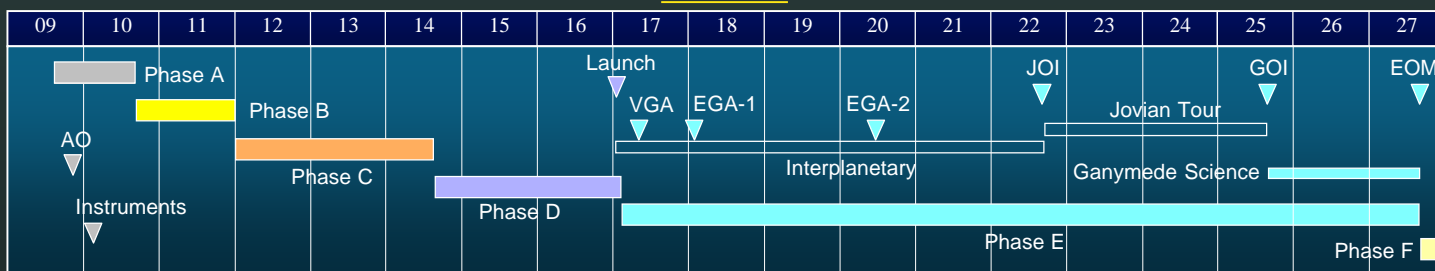 09 10 11 12 13 14 15 16 17 18 19 20 21 22 23 24 25 26 27
Launch JOI GOI EOM
Phase A
VGA EGA-1 EGA-2 Jovian Tour
Phase B
AO
Phase C Interplanetary Ganymede Science
Instruments Phase D
Phase E
Phase F